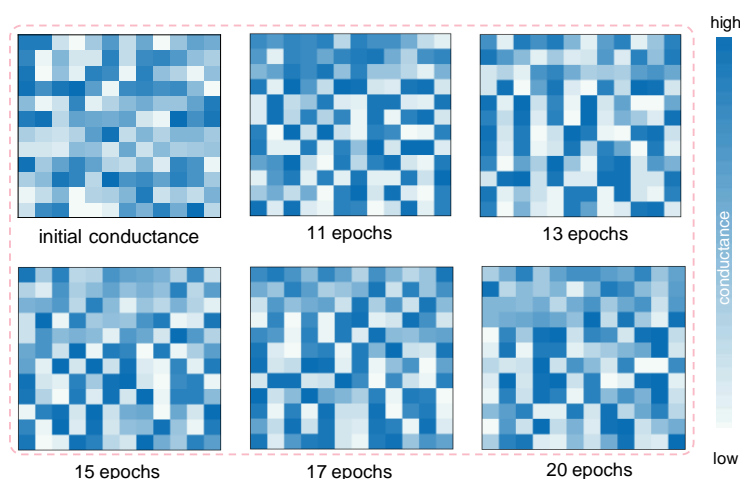 high
initial conductance
11 epochs
13 epochs
conductance
15 epochs
17 epochs
20 epochs
low